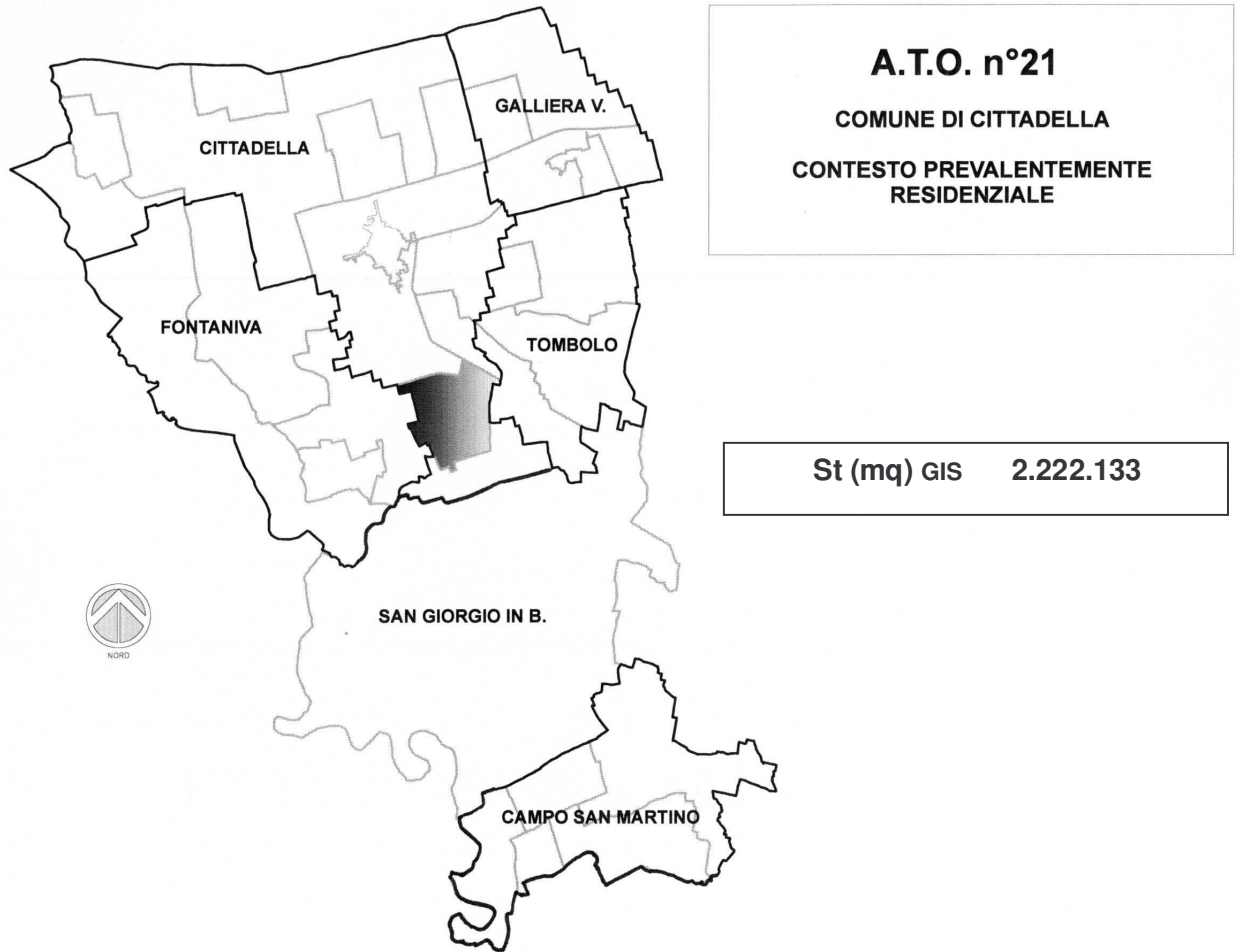 A.T.O. n°21
COMUNE DI CITTADELLA
CONTESTO PREVALENTEMENTE
RESIDENZIALE
GALLIERA V.
CITTADELLA
FONTANIVA
TOMBOLO
St (mq) GIS 2.222.133
SAN GIORGIO IN B.
NORD
CAMPO SAN MARTINO